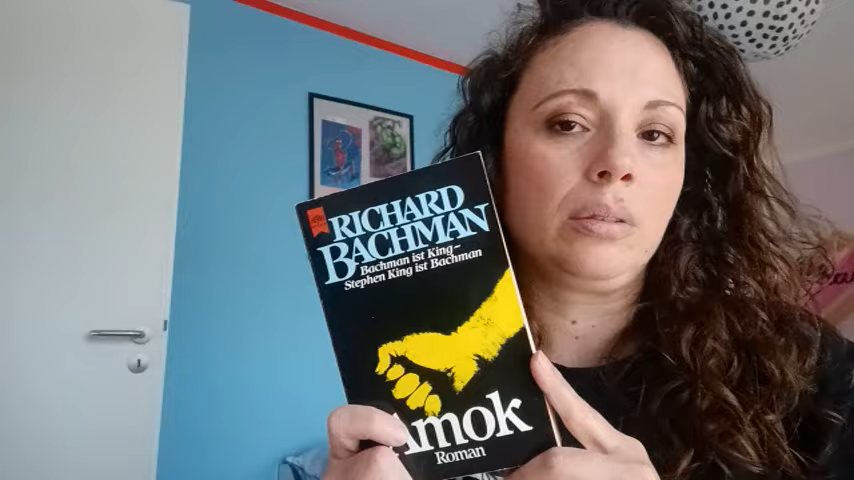 RICHARD
BACHMAN
Bachman ist King–
Stephen King ist Bachman
Amok
Roman